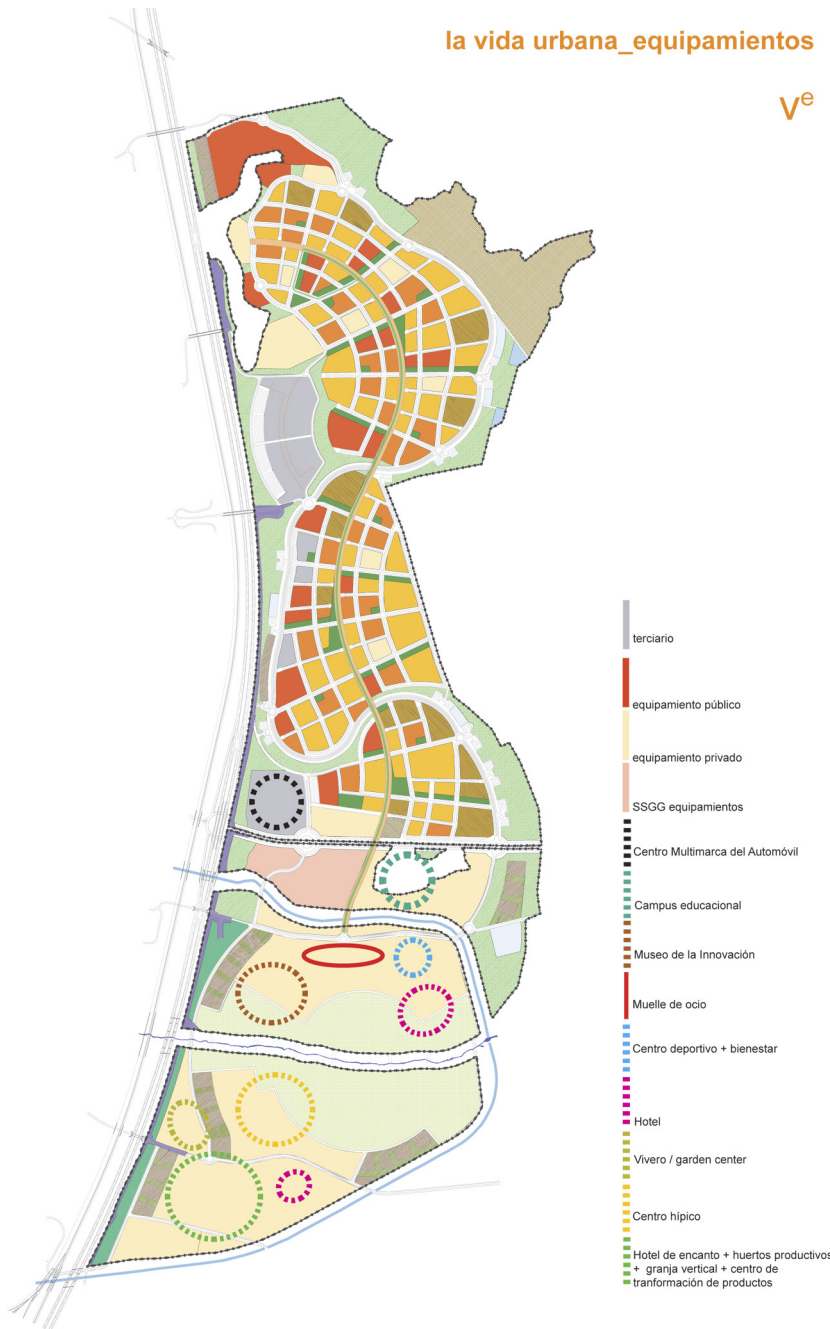 la vida urbana_equipamientos
ve
terciario
equipamiento público
equipamiento privado
SSGG equipamientos
Centro Multimarca del Automóvil
Campus educacional
Museo de la Innovación
Muelle de ocio
Centro deportivo + bienestar
Hotel
Vivero / garden center
Centro hípico
Hotel de encanto + huertos productivos
+ granja vertical + centro de
tranformación de productos